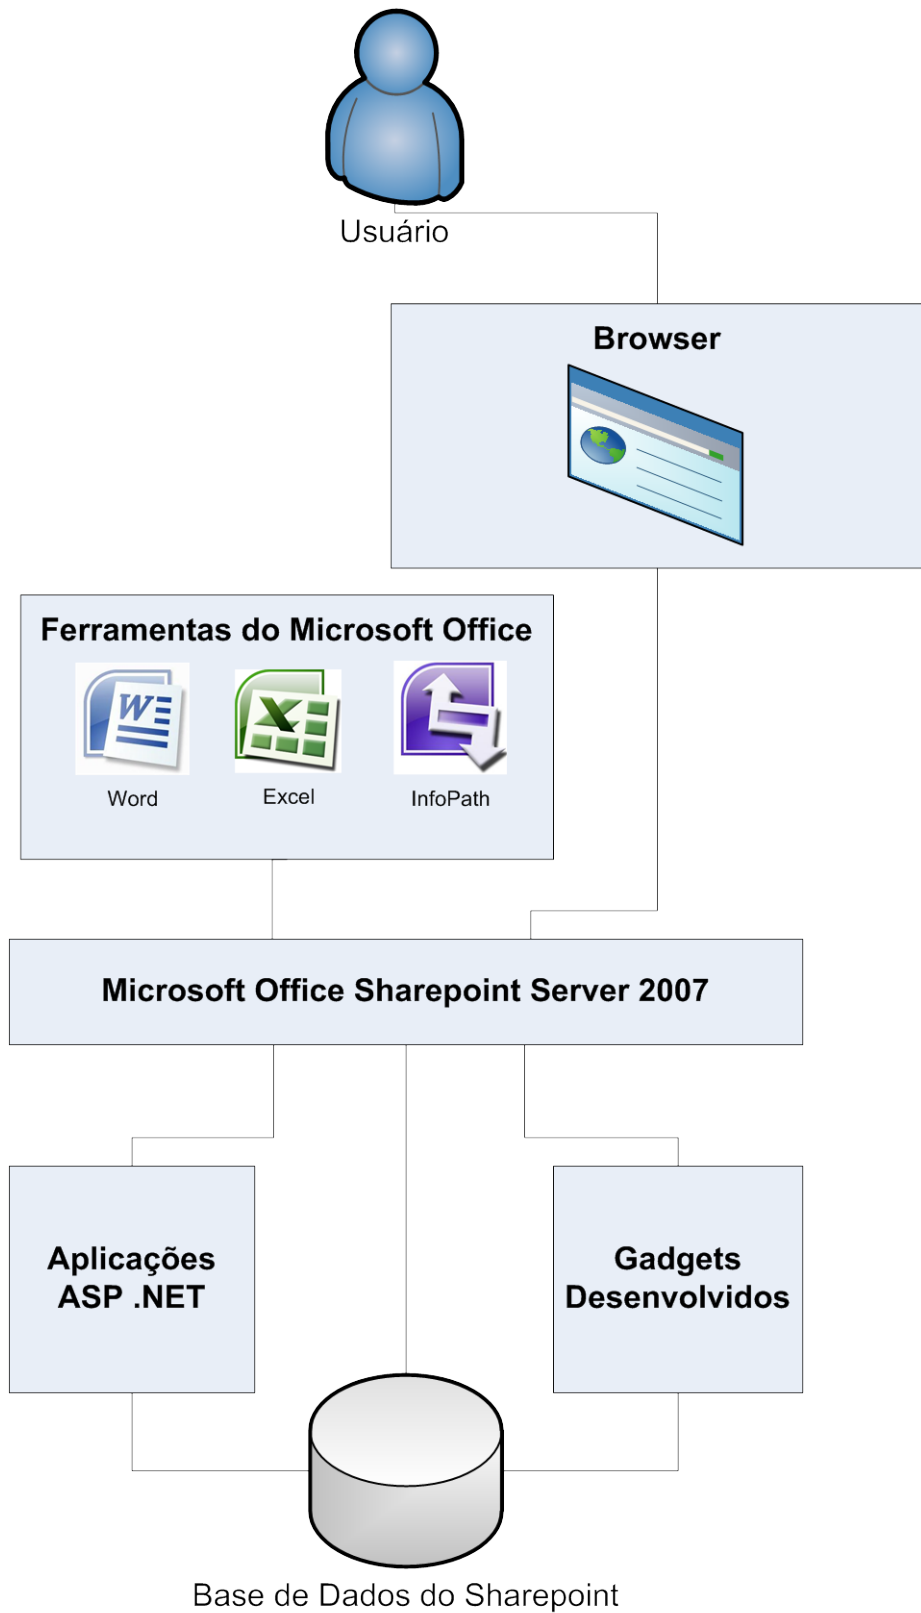 Usuário
Browser
Ferramentas do Microsoft Office
Word
Excel
InfoPath
Microsoft Office Sharepoint Server 2007
Aplicações
ASP .NET
Gadgets
Desenvolvidos
Base de Dados do Sharepoint